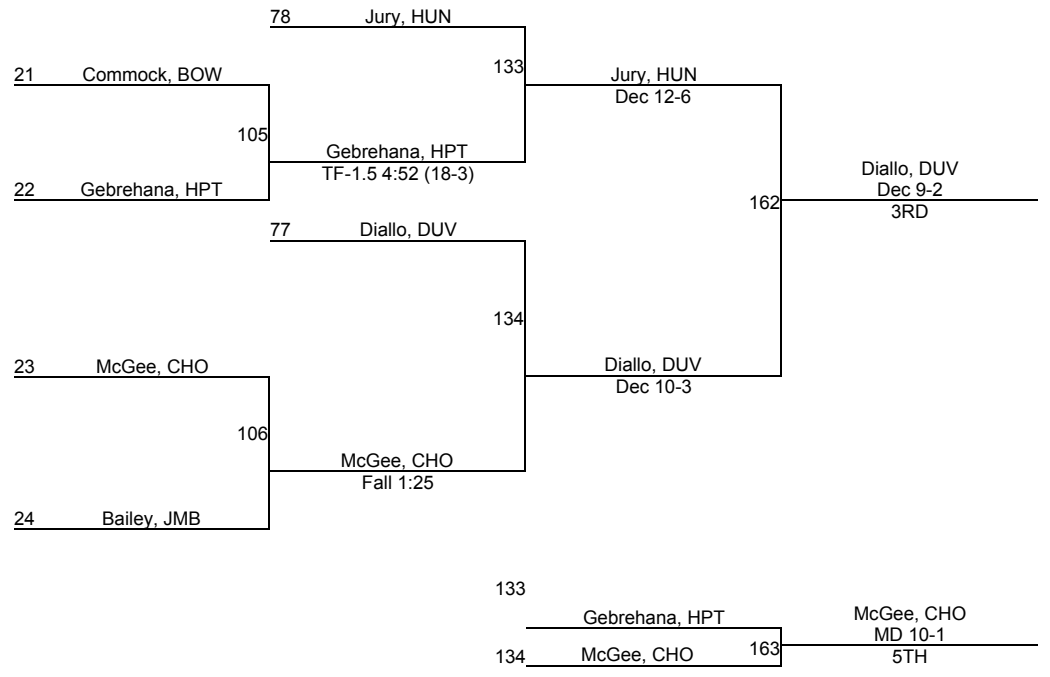 78 Jury, HUN
133
21 Commock, BOW
Jury, HUN
Dec 12-6
105
Gebrehana, HPT
TF-1.5 4:52 (18-3)
22 Gebrehana, HPT
162
Diallo, DUV
Dec 9-2
3RD
77 Diallo, DUV
134
23 McGee, CHO
Diallo, DUV
Dec 10-3
106
McGee, CHO
Fall 1:25
24 Bailey, JMB
133
Gebrehana, HPT
134 McGee, CHO
163
McGee, CHO
MD 10-1
5TH